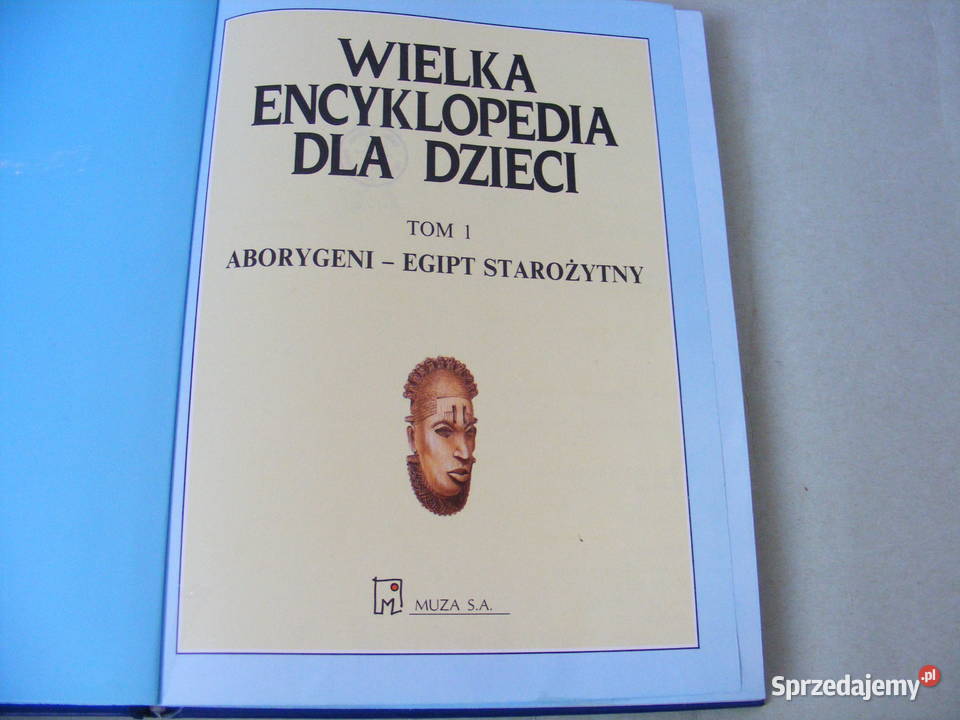 WIELKA
ENCYKLOPEDIA
DLA DZIECI
TOM 1
ABORYGENI – EGIPT STAROŻYTNY
M MUZA S.A.
Sprzedajemy.pl